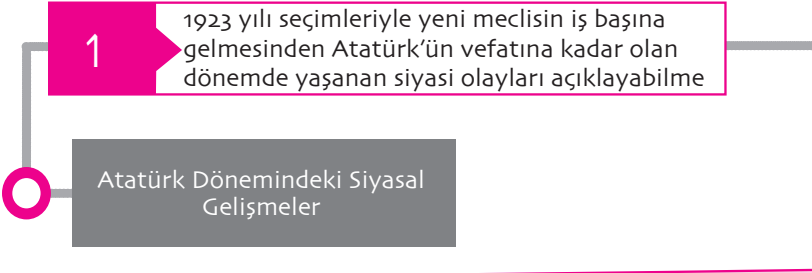 1
1923 yılı seçimleriyle yeni meclisin iş başına
gelmesinden Atatürk’ün vefatına kadar olan
dönemde yaşanan siyasi olayları açıklayabilme
Atatürk Dönemindeki Siyasal
Gelişmeler